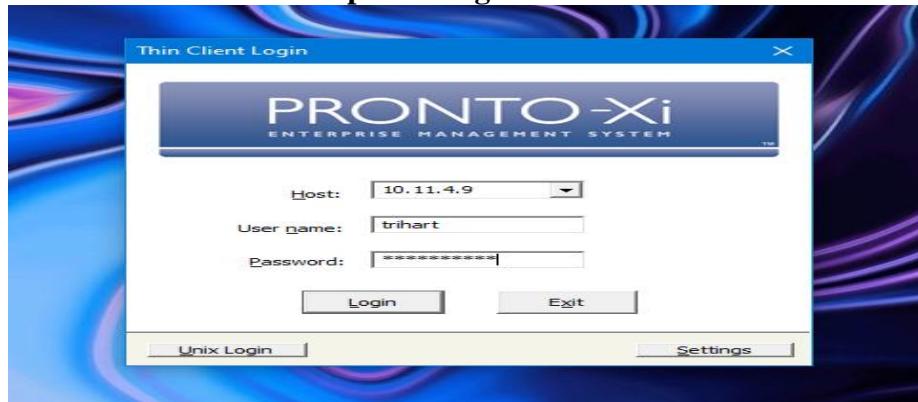 Thin Client Login
PRONTO-Xi
ENTERPRISE MANAGEMENT SYSTEM
TM
Host: 10.11.4.9
User name: trihart
Password: **********
Login Exit
Unix Login Settings